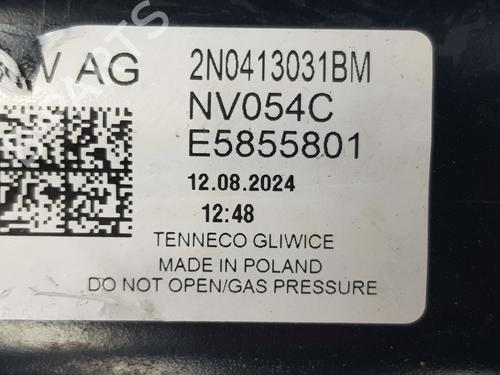 VW AG 2N0413031BM
NV054C
E5855801
12.08.2024
12:48
TENNECO GLIWICE
MADE IN POLAND
DO NOT OPEN/GAS PRESSURE